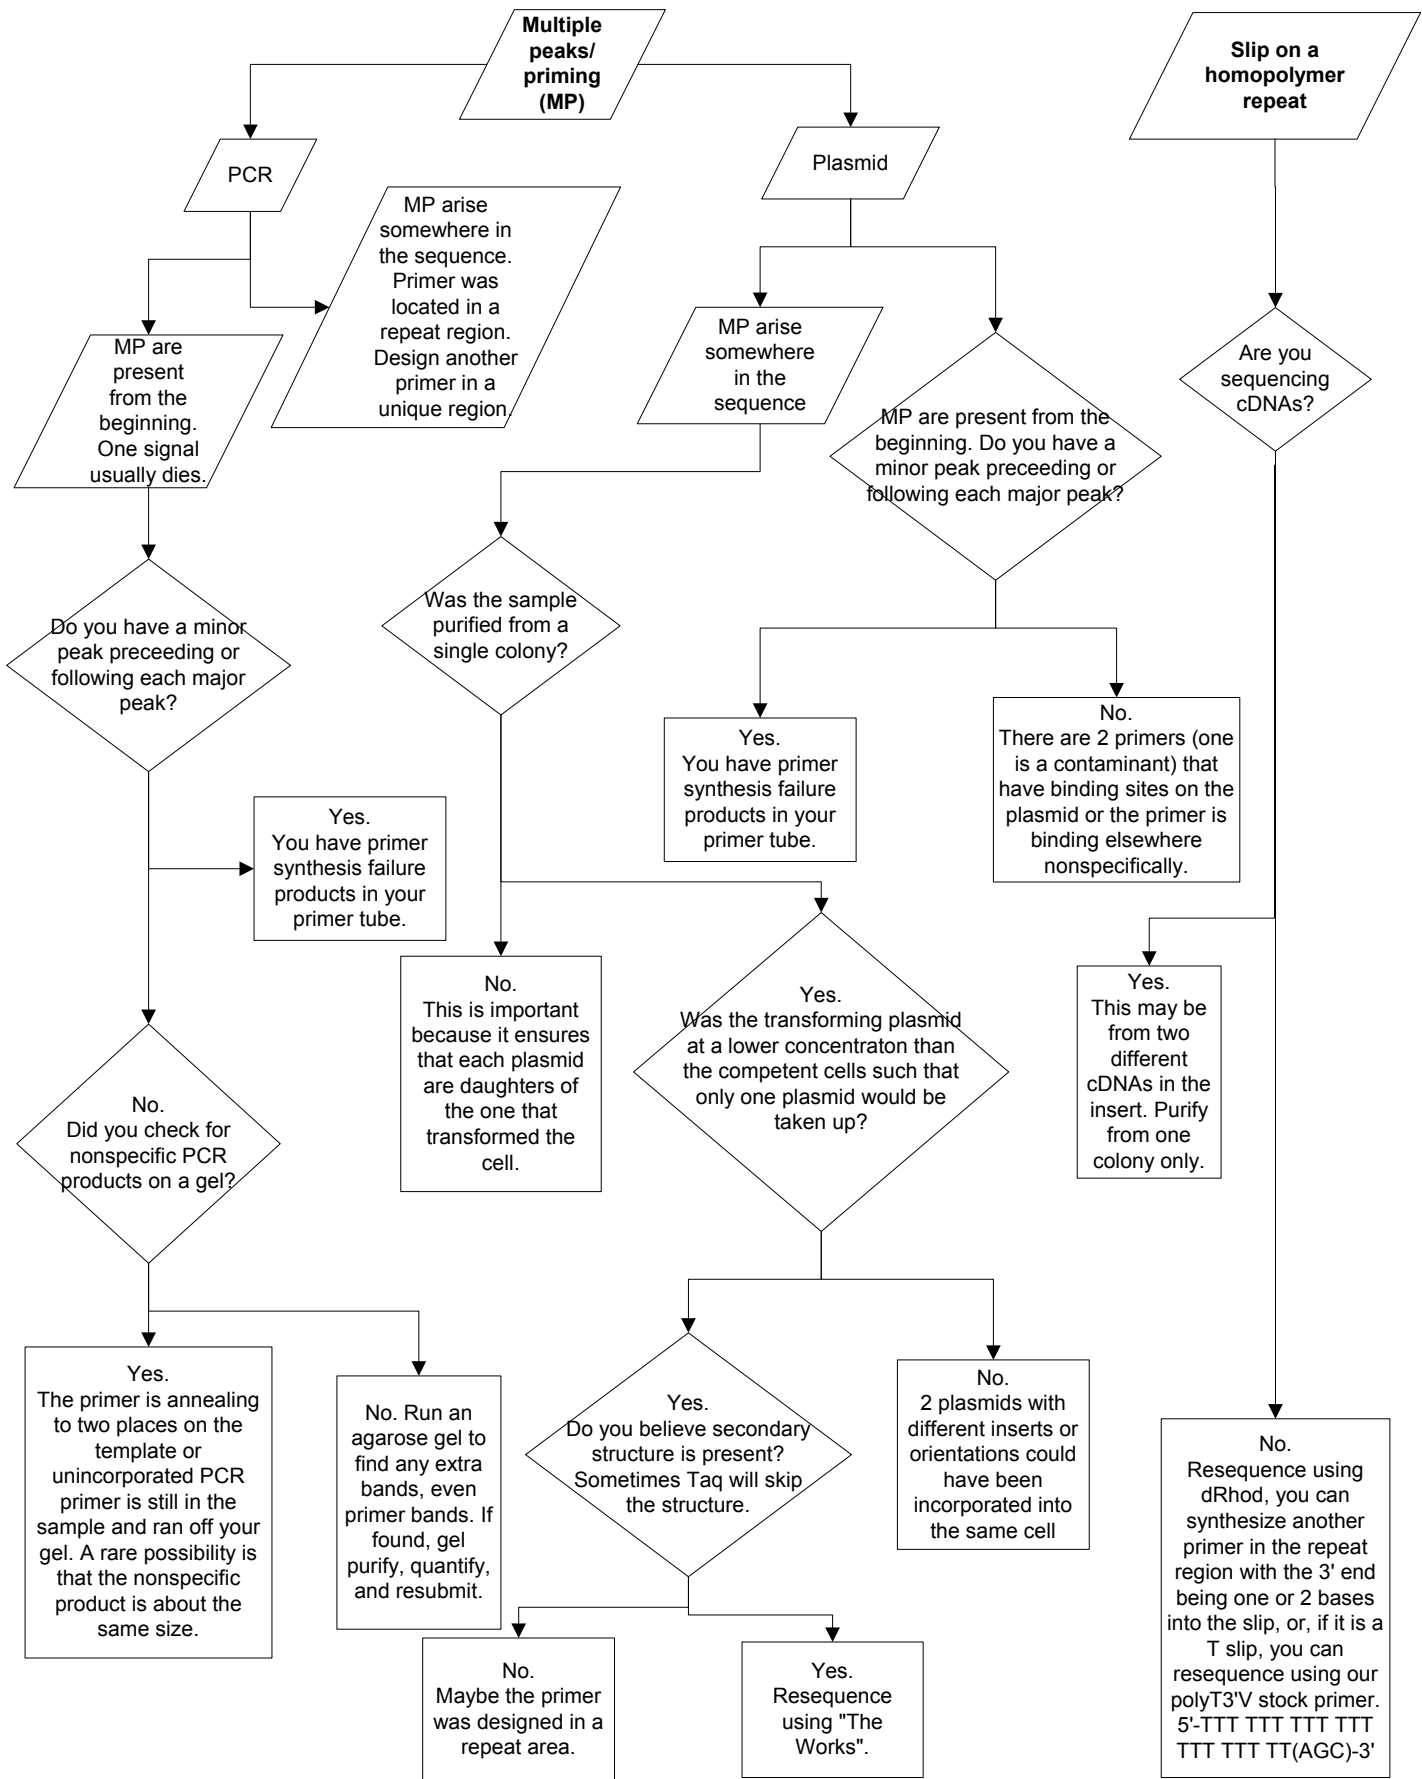 Multiple
peaks/
priming
(MP)
Slip on a
homopolymer
repeat
PCR
Plasmid
MP arise
somewhere in
the sequence.
Primer was
located in a
repeat region.
Design another
primer in a
unique region.
MP are
present
from the
beginning.
One signal
usually dies.
MP arise
somewhere
in the
sequence
MP are present from the
beginning. Do you have a
minor peak preceeding or
following each major peak?
Are you
sequencing
cDNAs?
Do you have a minor
peak preceeding or
following each major
peak?
Was the sample
purified from a
single colony?
Yes.
You have primer
synthesis failure
products in your
primer tube.
No.
There are 2 primers (one
is a contaminant) that
have binding sites on the
plasmid or the primer is
binding elsewhere
nonspecifically.
Yes.
You have primer
synthesis failure
products in your
primer tube.
No.
This is important
because it ensures
that each plasmid
are daughters of
the one that
transformed the
cell.
Yes.
Was the transforming plasmid
at a lower concentraton than
the competent cells such that
only one plasmid would be
taken up?
Yes.
This may be
from two
different
cDNAs in the
insert. Purify
from one
colony only.
No.
Did you check for
nonspecific PCR
products on a gel?
Yes.
The primer is annealing
to two places on the
template or
unincorporated PCR
primer is still in the
sample and ran off your
gel. A rare possibility is
that the nonspecific
product is about the
same size.
No. Run an
agarose gel to
find any extra
bands, even
primer bands. If
found, gel
purify, quantify,
and resubmit.
Yes.
Do you believe secondary
structure is present?
Sometimes Taq will skip
the structure.
No.
2 plasmids with
different inserts or
orientations could
have been
incorporated into
the same cell
No.
Resequence using
dRhod, you can
synthesize another
primer in the repeat
region with the 3' end
being one or 2 bases
into the slip, or, if it is a
T slip, you can
resequence using our
polyT3'V stock primer.
5'-TTT TTT TTT TTT
TTT TTT TT(AGC)-3'
No.
Maybe the primer
was designed in a
repeat area.
Yes.
Resequence
using "The
Works".